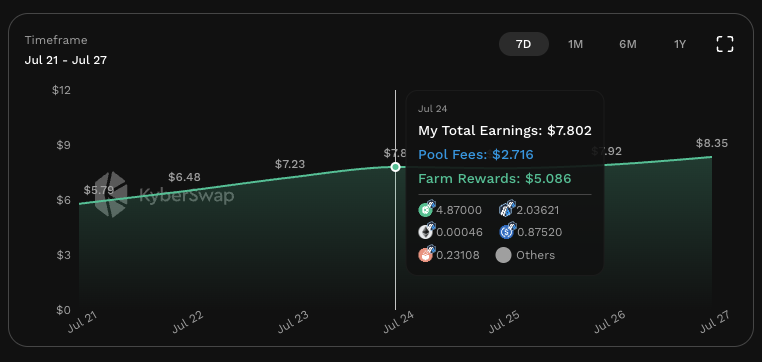 Timeframe
Jul 21 - Jul 27
7D 1M 6M 1Y
$12
$9
$6
$3
$0
$5.79
$6.48
$7.23
$7.8
.92
$8.35
KyberSwap
Jul 24
My Total Earnings: $7.802
Pool Fees: $2.716
Farm Rewards: $5.086
4.87000 2.03621
0.00046 0.87520
0.23108 Others
Jul 21 Jul 22 Jul 23 Jul 24 Jul 25 Jul 26 Jul 27